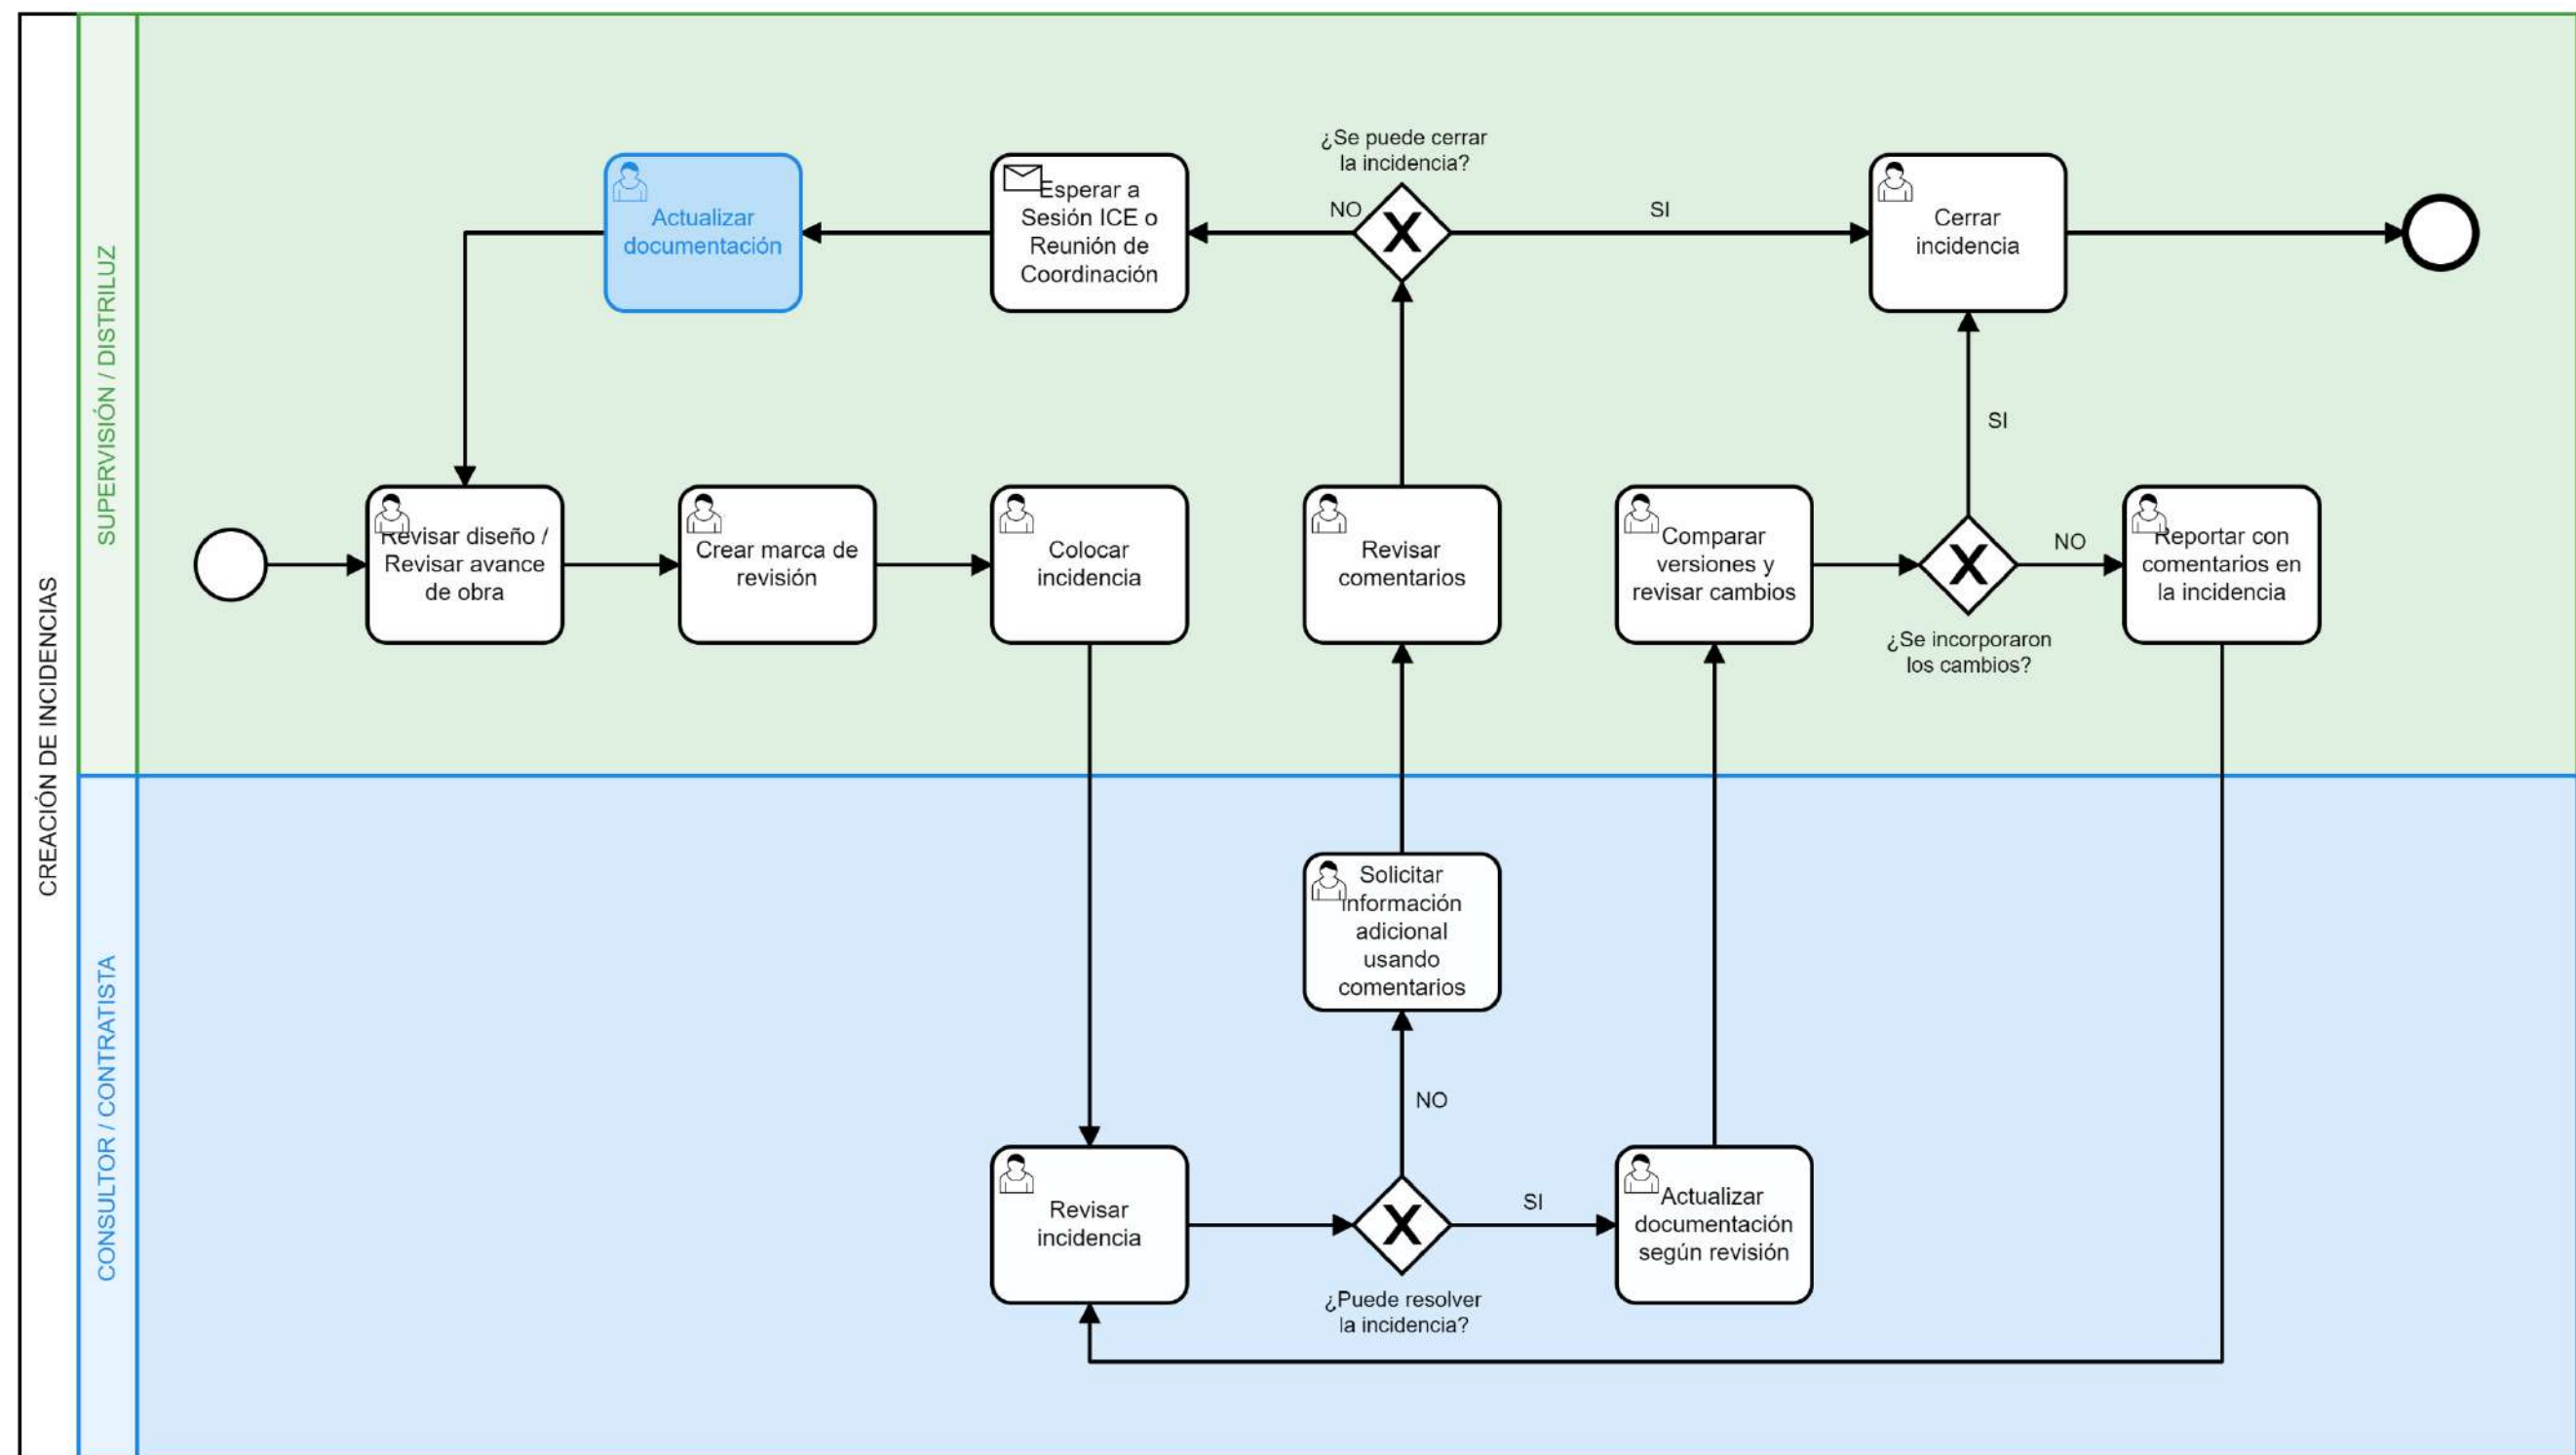 CREACIÓN DE INCIDENCIAS
SUPERVISIÓN / DISTRILUZ
Actualizar
documentación
Esperar a
Sesión ICE o
Reunión de
Coordinación
¿Se puede cerrar
la incidencia?
NO
SI
Cerrar
incidencia
Revisar diseño /
Revisar avance
de obra
Crear marca de
revisión
Colocar
incidencia
Revisar
comentarios
Comparar
versiones y
revisar cambios
SI
¿Se incorporaron
los cambios?
NO
Reportar con
comentarios en
la incidencia
CONSULTOR / CONTRATISTA
Solicitar
información
adicional
usando
comentarios
NO
Revisar
incidencia
¿Puede resolver
la incidencia?
SI
Actualizar
documentación
según revisión